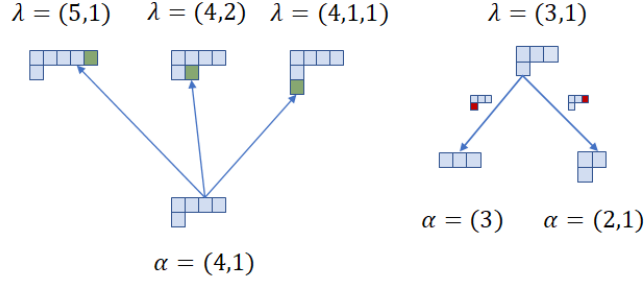 λ = (5,1)
λ = (4,2)
λ = (4,1,1)
λ = (3,1)
α = (3)
α = (2,1)
α = (4,1)